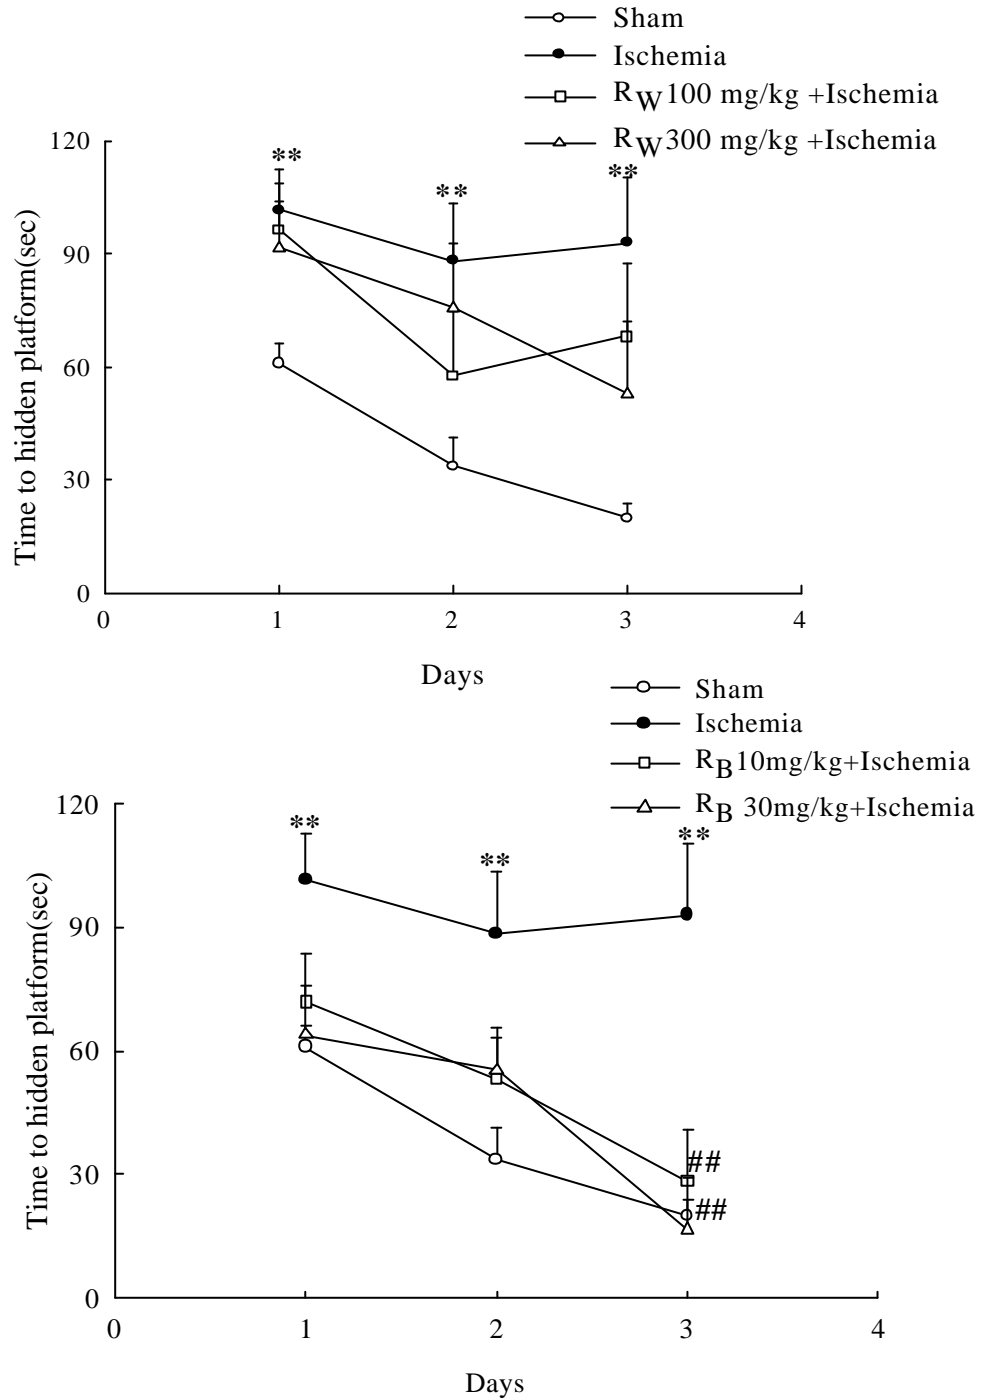 Sham
Ischemia
RW100 mg/kg +Ischemia
RW300 mg/kg +Ischemia
120
90
60
30
0
** ** **
0 1 2 3 4
Time to hidden platform(sec)
Days
Sham
Ischemia
RB10mg/kg+Ischemia
RB 30mg/kg+Ischemia
120
90
60
30
0
** ** **
##
##
0 1 2 3 4
Time to hidden platform(sec)
Days